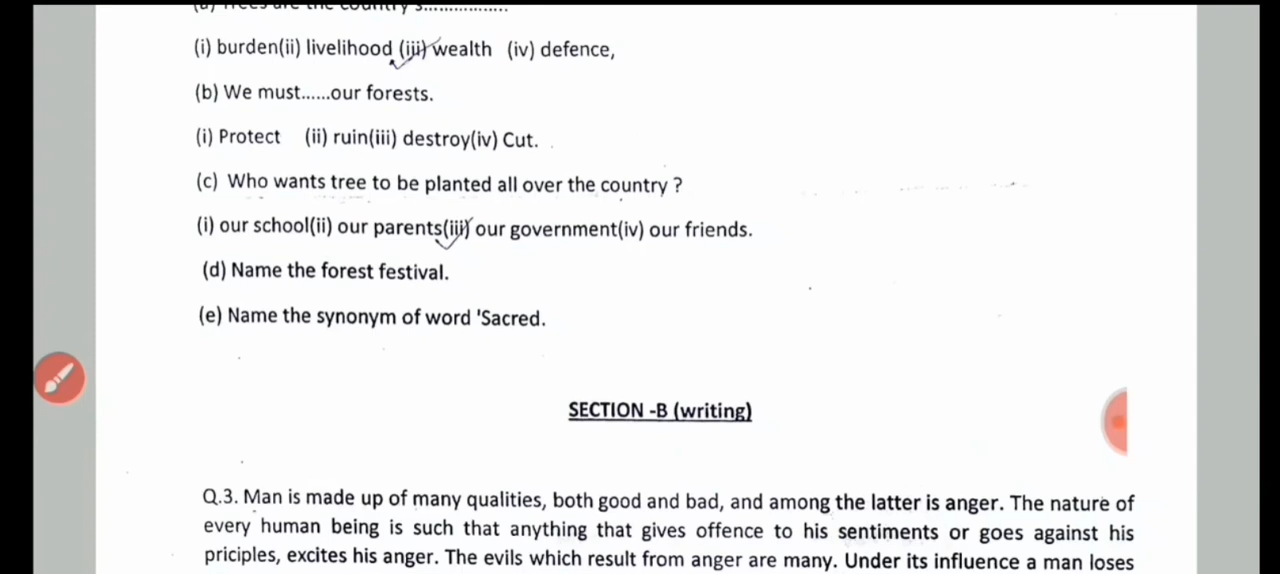 (a) Trees are the country's................
(i) burden(ii) livelihood (iii) wealth (iv) defence,
(b) We must......our forests.
(i) Protect (ii) ruin(iii) destroy(iv) Cut.
(c) Who wants tree to be planted all over the country ?
(i) our school(ii) our parents(iii) our government(iv) our friends.
(d) Name the forest festival.
(e) Name the synonym of word 'Sacred.
SECTION -B (writing)
Q.3. Man is made up of many qualities, both good and bad, and among the latter is anger. The nature of
every human being is such that anything that gives offence to his sentiments or goes against his
priciples, excites his anger. The evils which result from anger are many. Under its influence a man loses